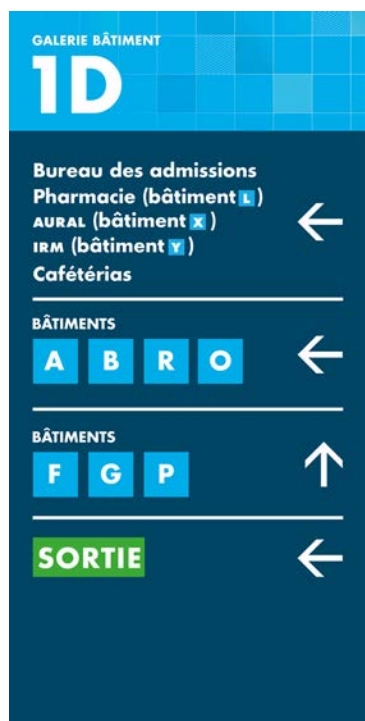 GALERIE BÂTIMENT
1D
Bureau des admissions
Pharmacie (bâtiment L)
AURAL (bâtiment X)
IRM (bâtiment Y)
Cafétérias
BÂTIMENTS
A B R O
BÂTIMENTS
F G P
SORTIE